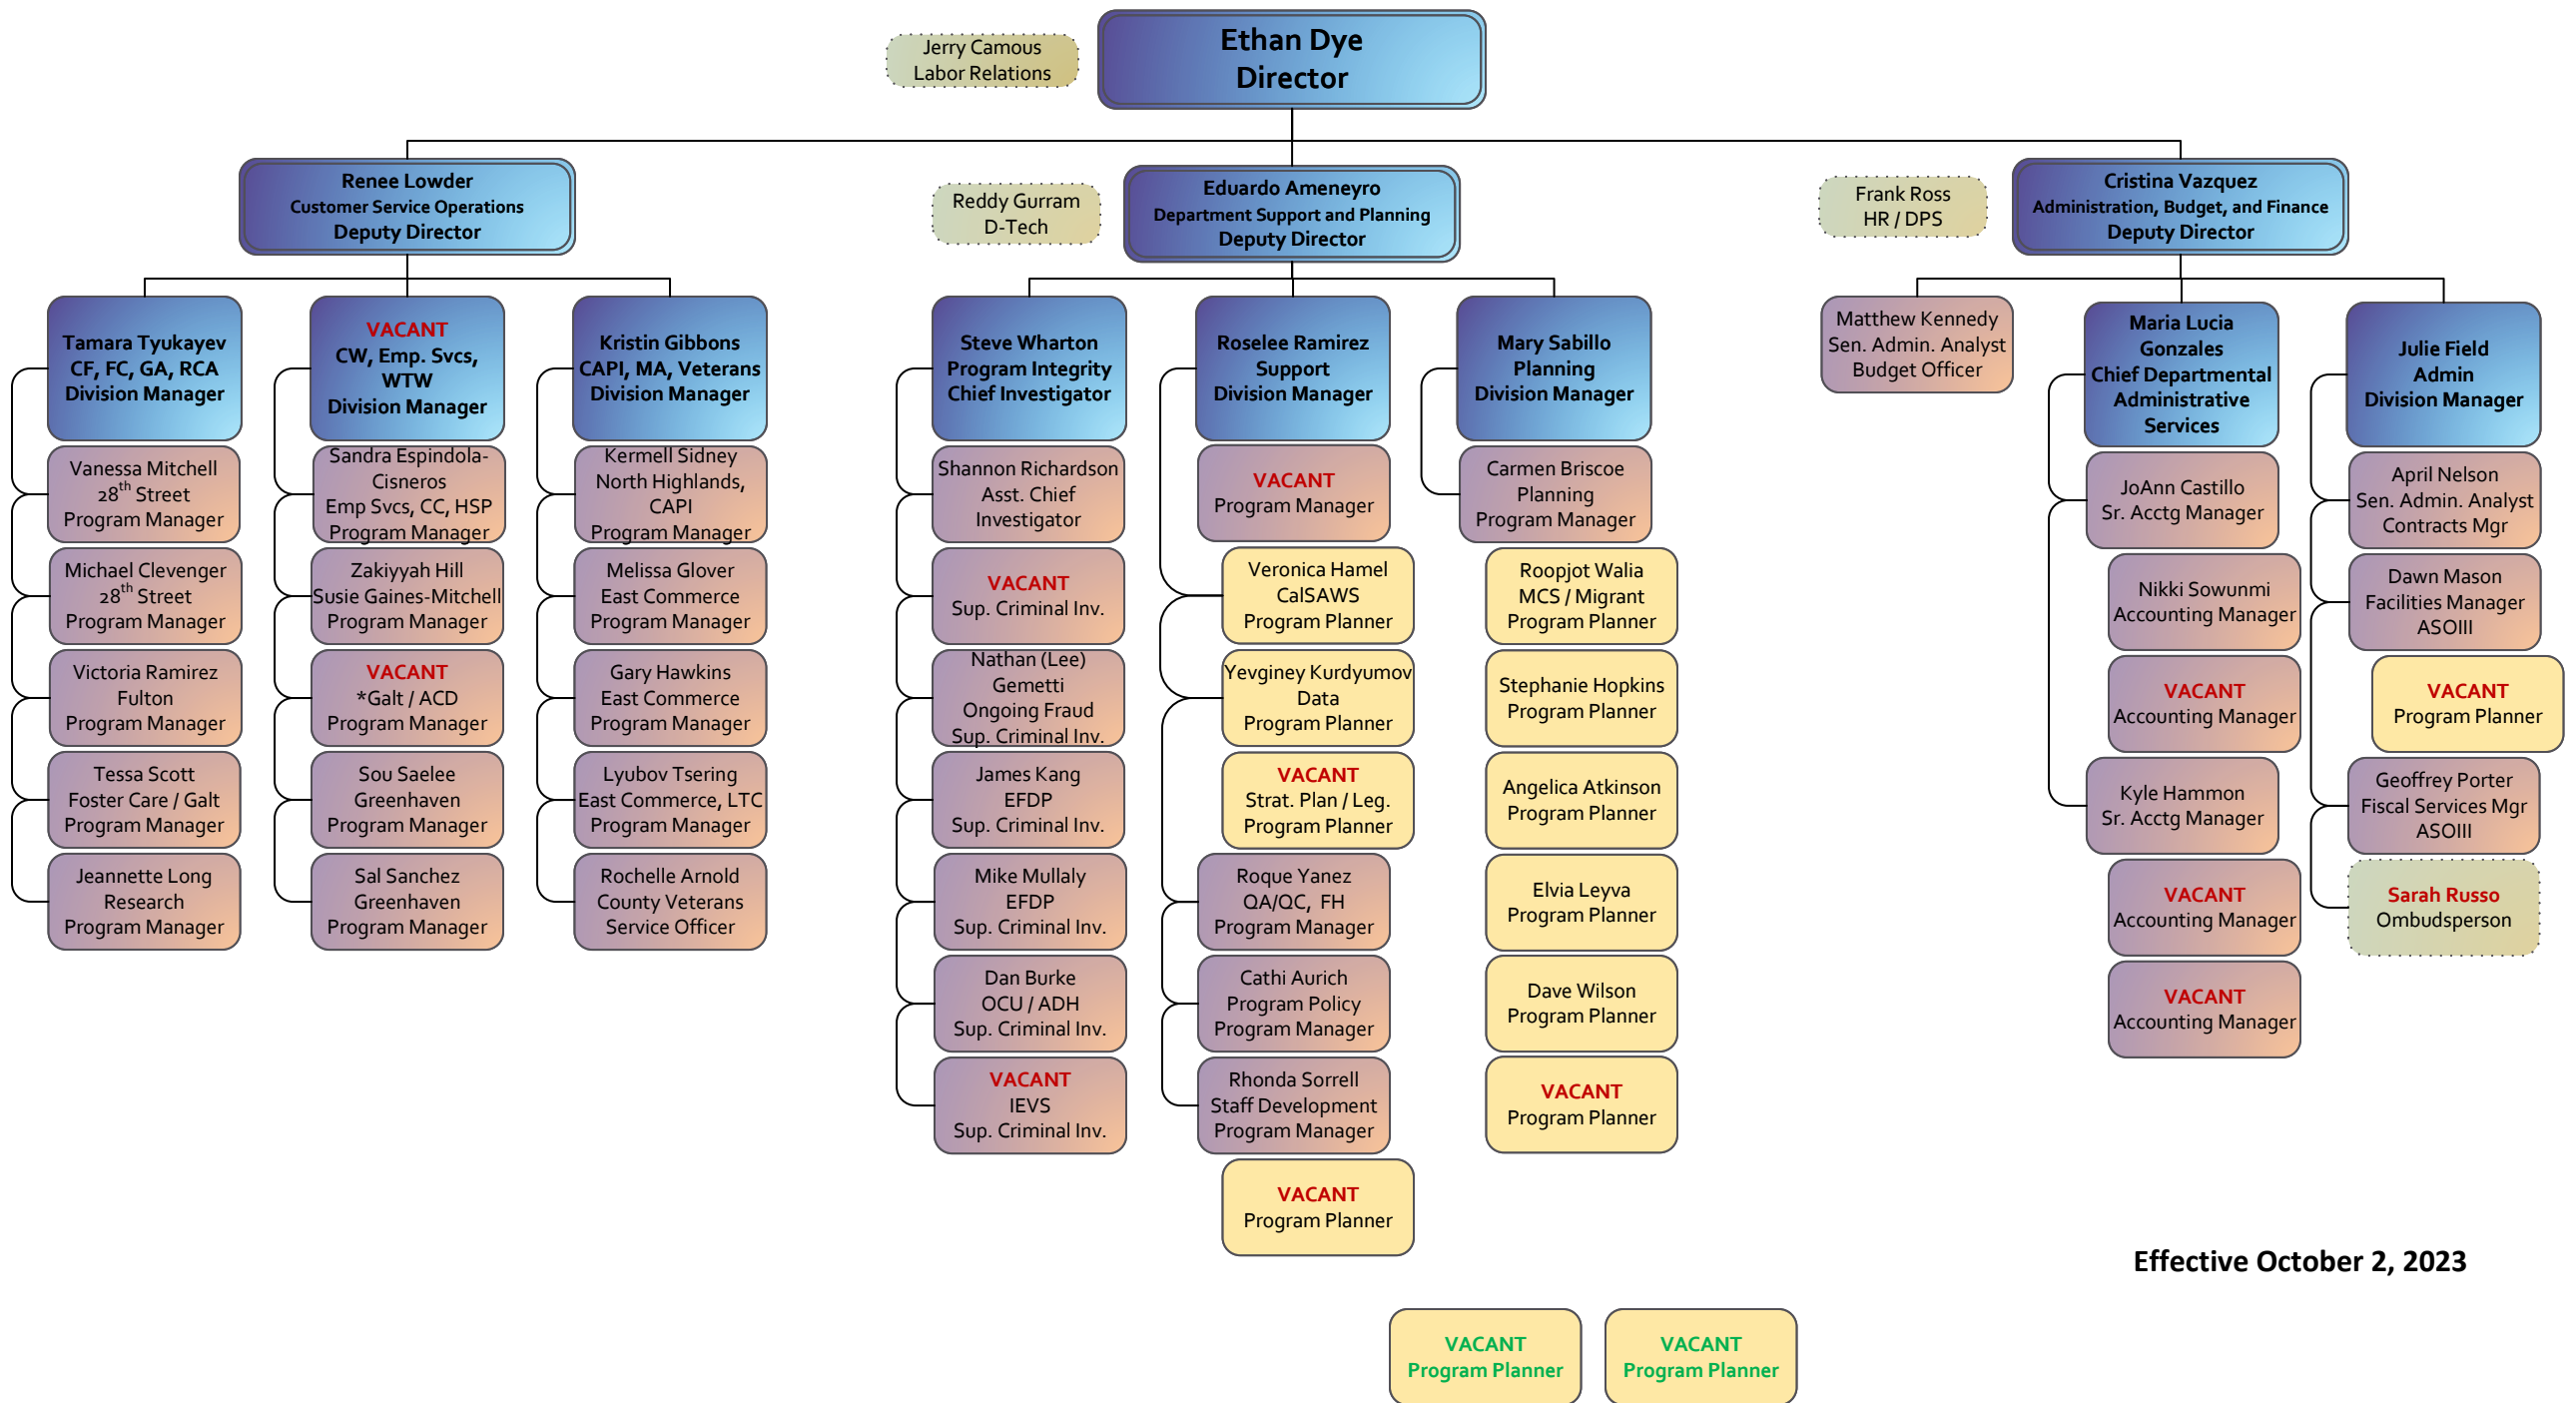 Jerry Camous
Labor Relations
Ethan Dye
Director
Renee Lowder
Customer Service Operations
Deputy Director
Reddy Gurram
D-Tech
Eduardo Ameneyro
Department Support and Planning
Deputy Director
Frank Ross
HR / DPS
Cristina Vazquez
Administration, Budget, and Finance
Deputy Director
Tamara Tyukayev
CF, FC, GA, RCA
Division Manager
Vanessa Mitchell
28th Street
Program Manager
Michael Clevenger
28th Street
Program Manager
Victoria Ramirez
Fulton
Program Manager
Tessa Scott
Foster Care / Galt
Program Manager
Jeannette Long
Research
Program Manager
VACANT
CW, Emp. Svcs,
WTW
Division Manager
Sandra Espindola-
Cisneros
Emp Svcs, CC, HSP
Program Manager
Zakiyyah Hill
Susie Gaines-Mitchell
Program Manager
VACANT
*Galt / ACD
Program Manager
Sou Saelee
Greenhaven
Program Manager
Sal Sanchez
Greenhaven
Program Manager
Kristin Gibbons
CAPI, MA, Veterans
Division Manager
Kermell Sidney
North Highlands,
CAPI
Program Manager
Melissa Glover
East Commerce
Program Manager
Gary Hawkins
East Commerce
Program Manager
Lyubov Tsering
East Commerce, LTC
Program Manager
Rochelle Arnold
County Veterans
Service Officer
Steve Wharton
Program Integrity
Chief Investigator
Shannon Richardson
Asst. Chief
Investigator
VACANT
Sup. Criminal Inv.
Nathan (Lee)
Gemetti
Ongoing Fraud
Sup. Criminal Inv.
James Kang
EFDP
Sup. Criminal Inv.
Mike Mullaly
EFDP
Sup. Criminal Inv.
Dan Burke
OCU / ADH
Sup. Criminal Inv.
VACANT
IEVS
Sup. Criminal Inv.
Roselee Ramirez
Support
Division Manager
VACANT
Program Manager
Veronica Hamel
CalSAWS
Program Planner
Yevginey Kurdyumov
Data
Program Planner
VACANT
Strat. Plan / Leg.
Program Planner
Roque Yanez
QA/QC, FH
Program Manager
Cathi Aurich
Program Policy
Program Manager
Rhonda Sorrell
Staff Development
Program Manager
VACANT
Program Planner
Mary Sabillo
Planning
Division Manager
Carmen Briscoe
Planning
Program Manager
Roopjot Walia
MCS / Migrant
Program Planner
Stephanie Hopkins
Program Planner
Angelica Atkinson
Program Planner
Elvia Leyva
Program Planner
Dave Wilson
Program Planner
VACANT
Program Planner
Matthew Kennedy
Sen. Admin. Analyst
Budget Officer
Maria Lucia
Gonzales
Chief Departmental
Administrative
Services
JoAnn Castillo
Sr. Acctg Manager
Nikki Sowunmi
Accounting Manager
VACANT
Accounting Manager
Kyle Hammon
Sr. Acctg Manager
VACANT
Accounting Manager
VACANT
Accounting Manager
Julie Field
Admin
Division Manager
April Nelson
Sen. Admin. Analyst
Contracts Mgr
Dawn Mason
Facilities Manager
ASOIII
VACANT
Program Planner
Geoffrey Porter
Fiscal Services Mgr
ASOIII
Sarah Russo
Ombudsperson
Effective October 2, 2023
VACANT
Program Planner
VACANT
Program Planner